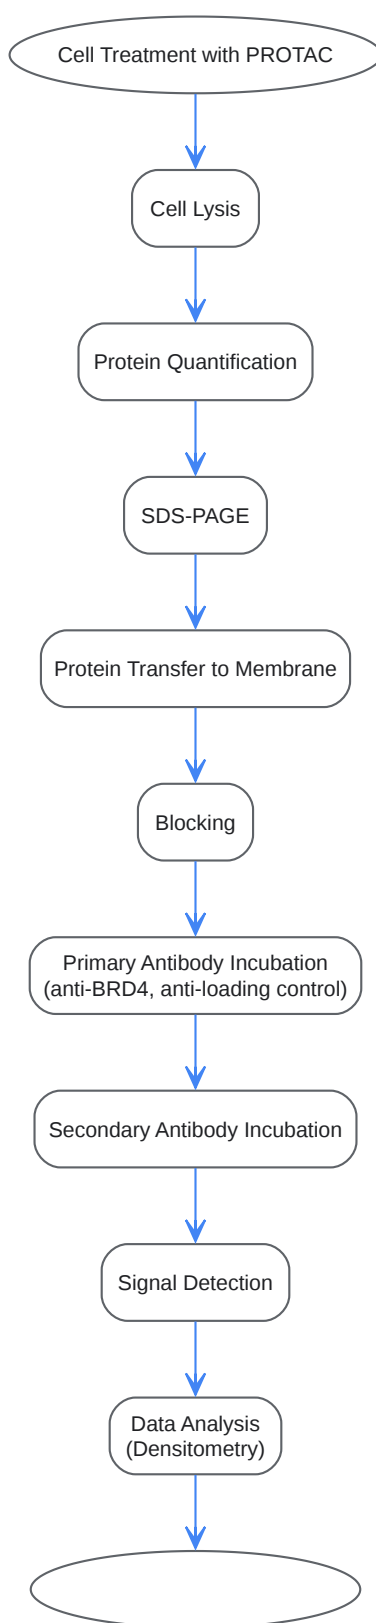 Cell Treatment with PROTAC
Cell Lysis
Protein Quantification
SDS-PAGE
Protein Transfer to Membrane
Blocking
Primary Antibody Incubation
(anti-BRD4, anti-loading control)
Secondary Antibody Incubation
Signal Detection
Data Analysis
(Densitometry)